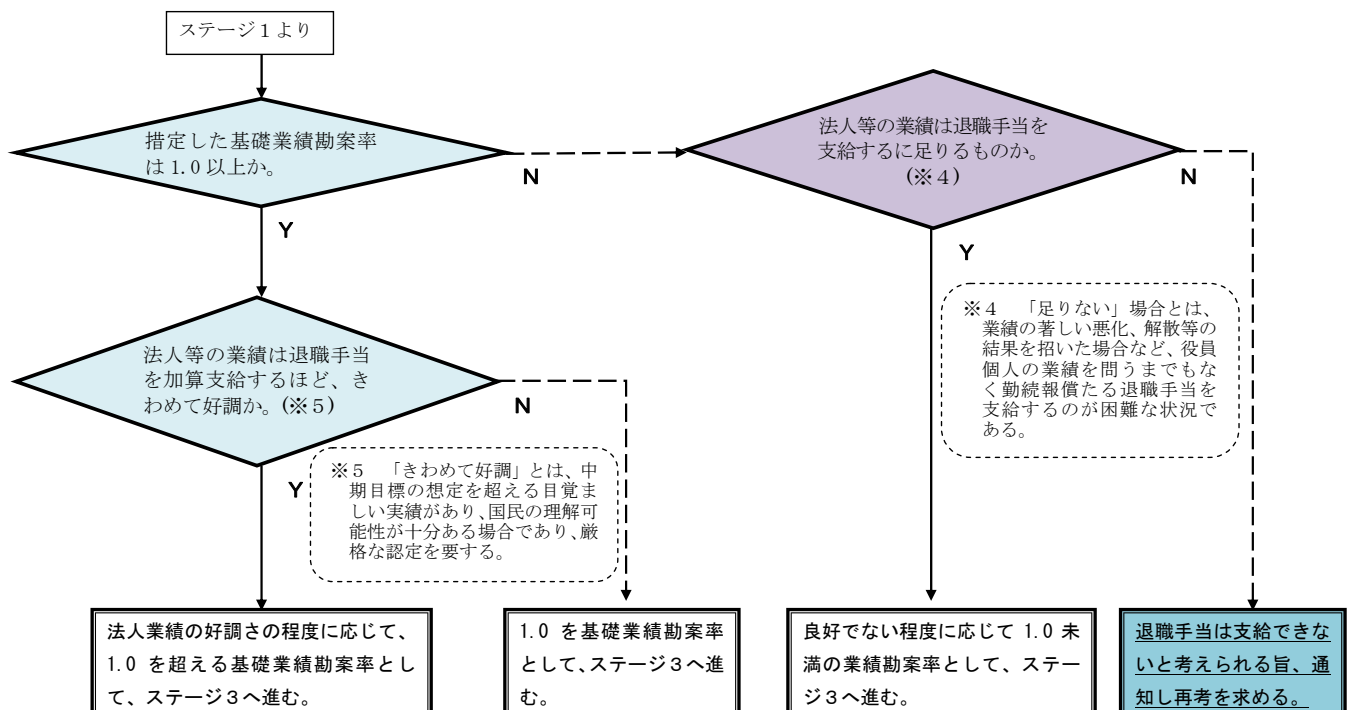 ステージ１より
措定した基礎業績勘案率
は 1.0 以上か。
N
法人等の業績は退職手当を
支給するに足りるものか。
(※４)
N
Y
Y
※４　「足りない」場合とは、
業績の著しい悪化、解散等の
結果を招いた場合など、役員
個人の業績を問うまでもな
く勤続報償たる退職手当を
支給するのが困難な状況で
ある。
法人等の業績は退職手当
を加算支給するほど、き
わめて好調か。(※５)
N
Y
※５　「きわめて好調」とは、中
期目標の想定を超える目覚ま
しい実績があり、国民の理解可
能性が十分ある場合であり、厳
格な認定を要する。
法人業績の好調さの程度に応じて、
1.0 を超える基礎業績勘案率とし
て、ステージ３へ進む。
1.0 を基礎業績勘案率
として、ステージ３へ進
む。
良好でない程度に応じて 1.0 未
満の業績勘案率として、ステー
ジ３へ進む。
退職手当は支給できな
いと考えられる旨、通
知し再考を求める。